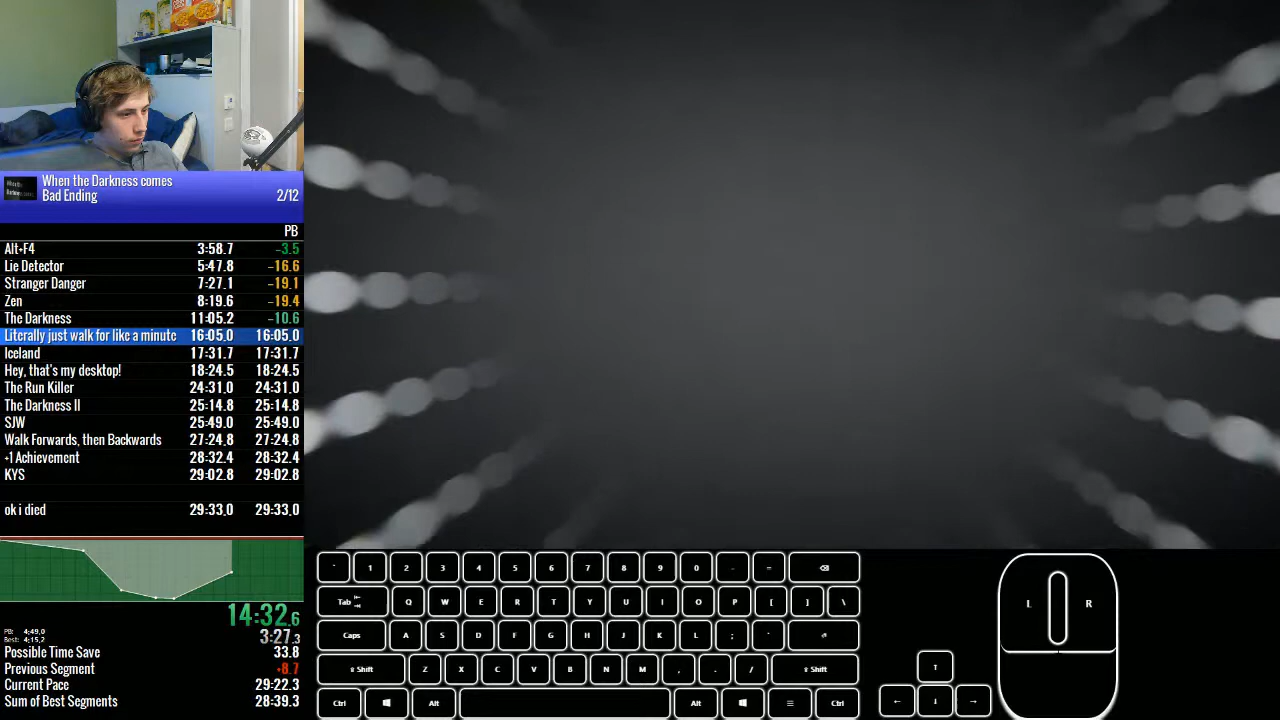 When the Darkness comes
Bad Ending 2/12
PB
Alt+F4 3:58.7 -3.5
Lie Detector 5:47.8 -16.6
Stranger Danger 7:27.1 -19.1
Zen 8:19.6 -19.4
The Darkness 11:05.2 -10.6
Literally just walk for like a minute 16:05.0 16:05.0
Iceland 17:31.7 17:31.7
Hey, that's my desktop! 18:24.5 18:24.5
The Run Killer 24:31.0 24:31.0
The Darkness II 25:14.8 25:14.8
SJW 25:49.0 25:49.0
Walk Forwards, then Backwards 27:24.8 27:24.8
+1 Achievement 28:32.4 28:32.4
KYS 29:02.8 29:02.8
ok i died 29:33.0 29:33.0
14:32.6
PB: 4:49.0
Best: 4:15.2
3:27.3
Possible Time Save 33.8
Previous Segment +8.7
Current Pace 29:22.3
Sum of Best Segments 28:39.3
` 1 2 3 4 5 6 7 8 9 0 - =
Tab Q W E R T Y U I O P [ ] \
Caps A S D F G H J K L ; '
Shift Z X C V B N M , . / Shift
Ctrl Alt Alt Ctrl
L R